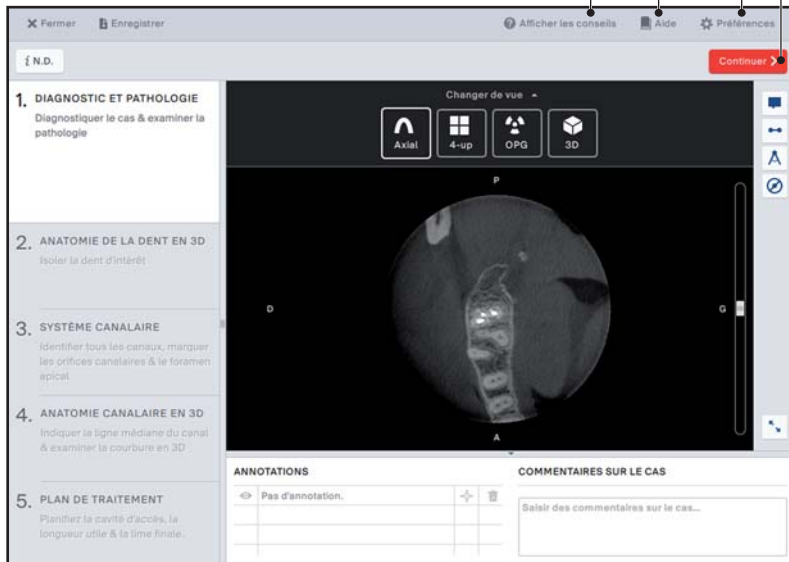 Fermer
Enregistrer
Afficher les conseils
Aide
Préférences
i N.D.
Continuer
1. DIAGNOSTIC ET PATHOLOGIE
Diagnostiquer le cas & examiner la
pathologie
2. ANATOMIE DE LA DENT EN 3D
Isoler la dent d'intérêt
3. SYSTÈME CANALAIRE
Identifier tous les canaux, marquer
les orifices canalaires & le foramen
apical
4. ANATOMIE CANALAIRE EN 3D
Indiquer la ligne médiane du canal
& examiner la courbure en 3D
5. PLAN DE TRAITEMENT
Planifier la cavité d'accès, la
longueur utile & la lime finale.
Changer de vue
Axial
4-up
OPG
3D
P
D
G
A
ANNOTATIONS
Pas d'annotation.
COMMENTAIRES SUR LE CAS
Saisir des commentaires sur le cas...